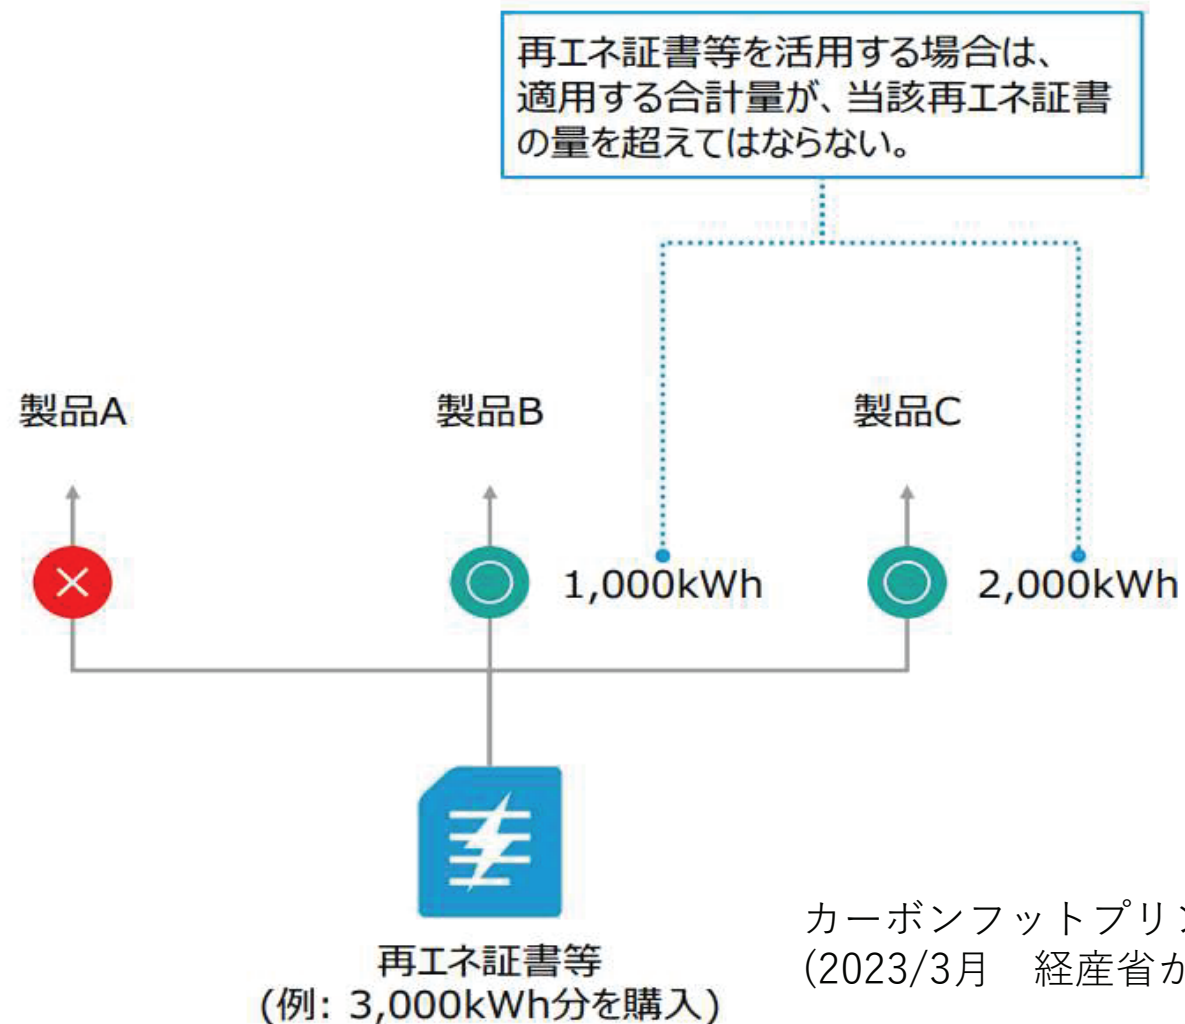 再エネ証書等を活用する場合は、
適用する合計量が、当該再エネ証書
の量を超えてはならない。
製品A
製品B
製品C
1,000kWh
2,000kWh
再エネ証書等
(例: 3,000kWh分を購入)
カーボンフットプリン
(2023/3月　経産省か